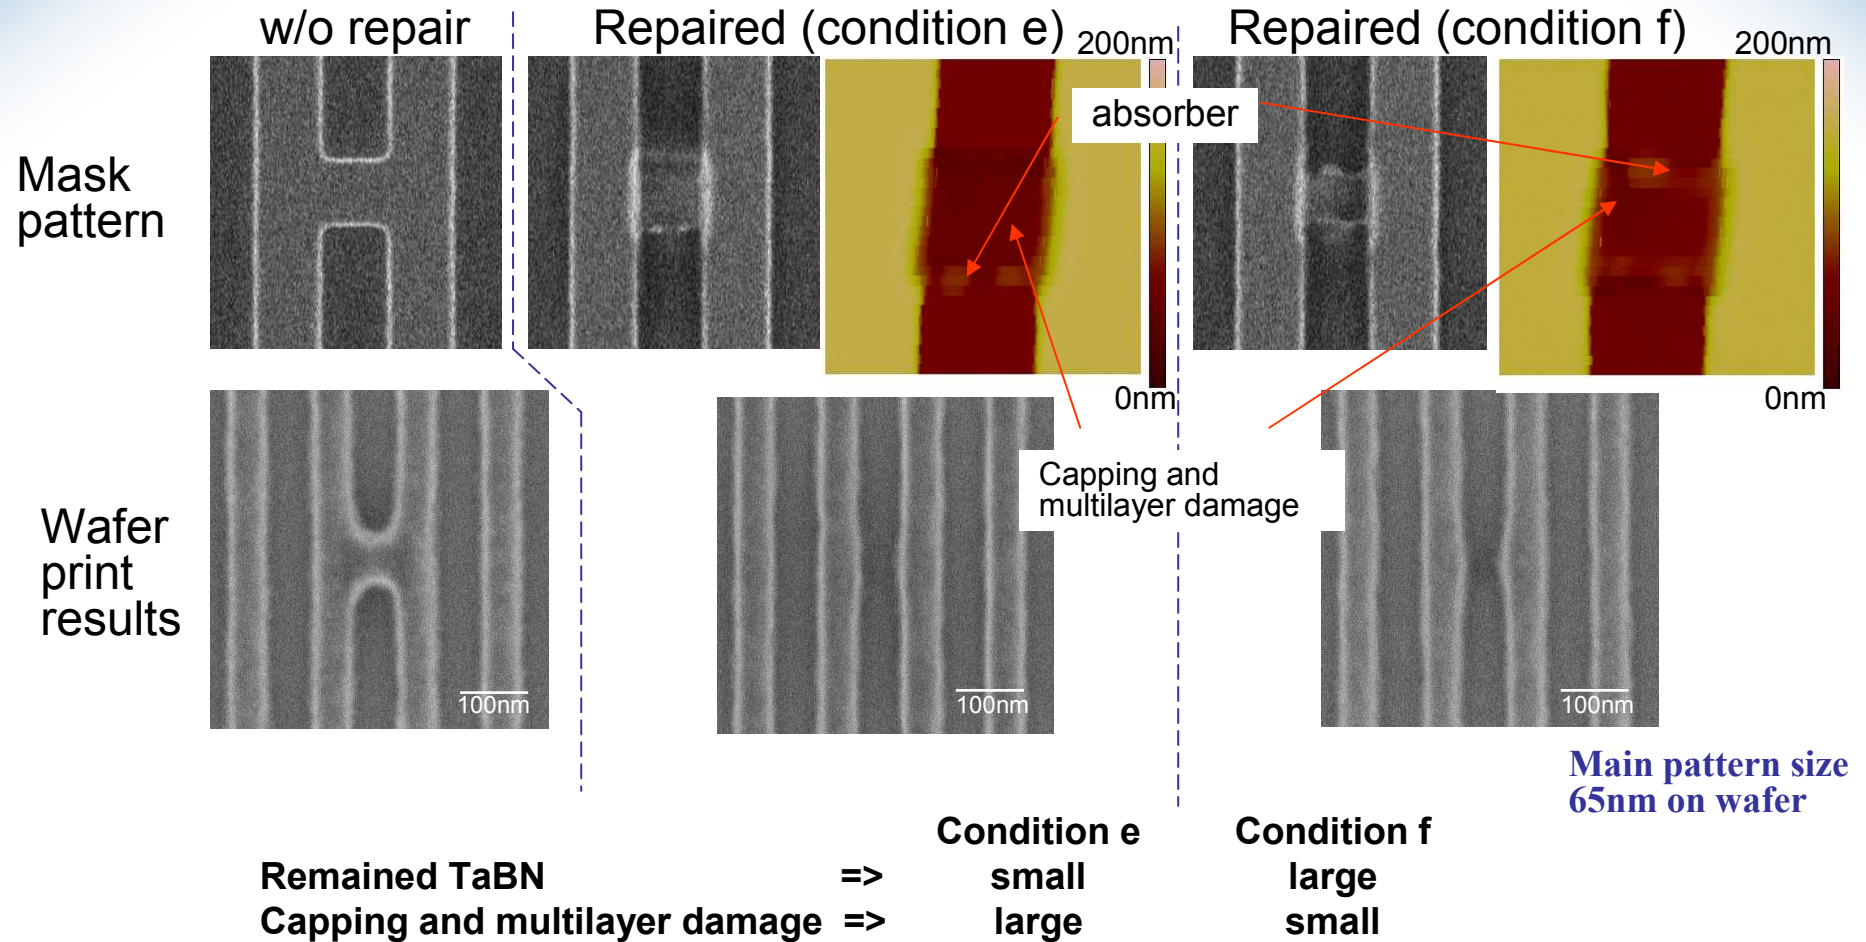 w/o repair
Repaired (condition e)
Repaired (condition f)
200nm
200nm
absorber
Mask
pattern
0nm
0nm
Capping and
multilayer damage
Wafer
print
results
100nm
100nm
100nm
Main pattern size
65nm on wafer
Condition e Condition f
Remained TaBN => small large
Capping and multilayer damage => large small